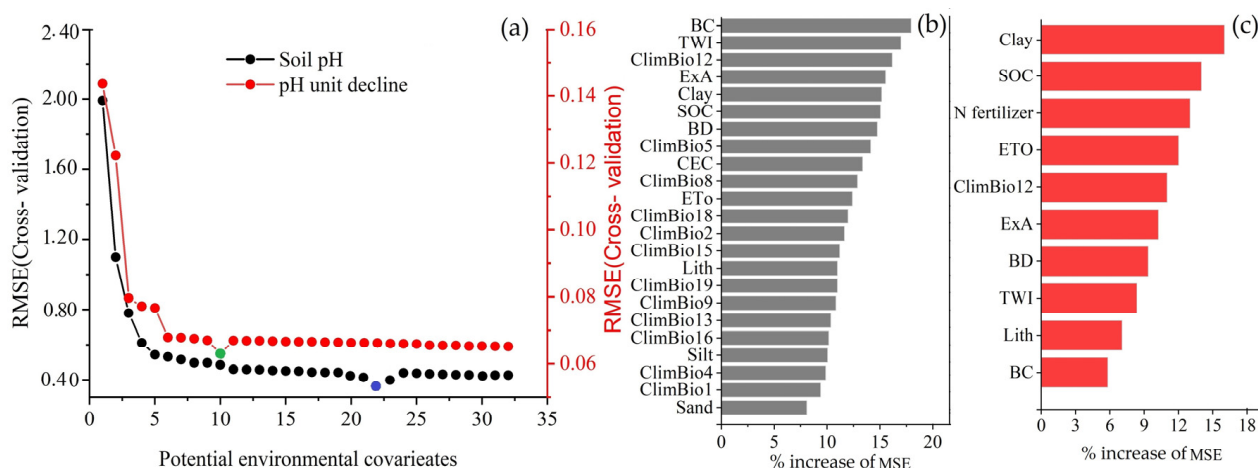 (a)
Soil pH
pH unit decline
RMSE(Cross- validation)
2·40
2.00
1.60
1.20
0.80
0.40
0.16
0.14
0.12
0.10
0.08
0.06
RMSE(Cross- validation)
0 5 10 15 20 25 30 35
Potential environmental covarieates
(b)
BC
TWI
ClimBio12
ExA
Clay
SOC
BD
ClimBio5
CEC
ClimBio8
ETo
ClimBio18
ClimBio2
ClimBio15
Lith
ClimBio19
ClimBio9
ClimBio13
ClimBio16
Silt
ClimBio4
ClimBio1
Sand
0 5 10 15 20
% increase of MSE
(c)
Clay
SOC
N fertilizer
ETO
ClimBio12
ExA
BD
TWI
Lith
BC
0 3 6 9 12 15 18
% increase of MSE